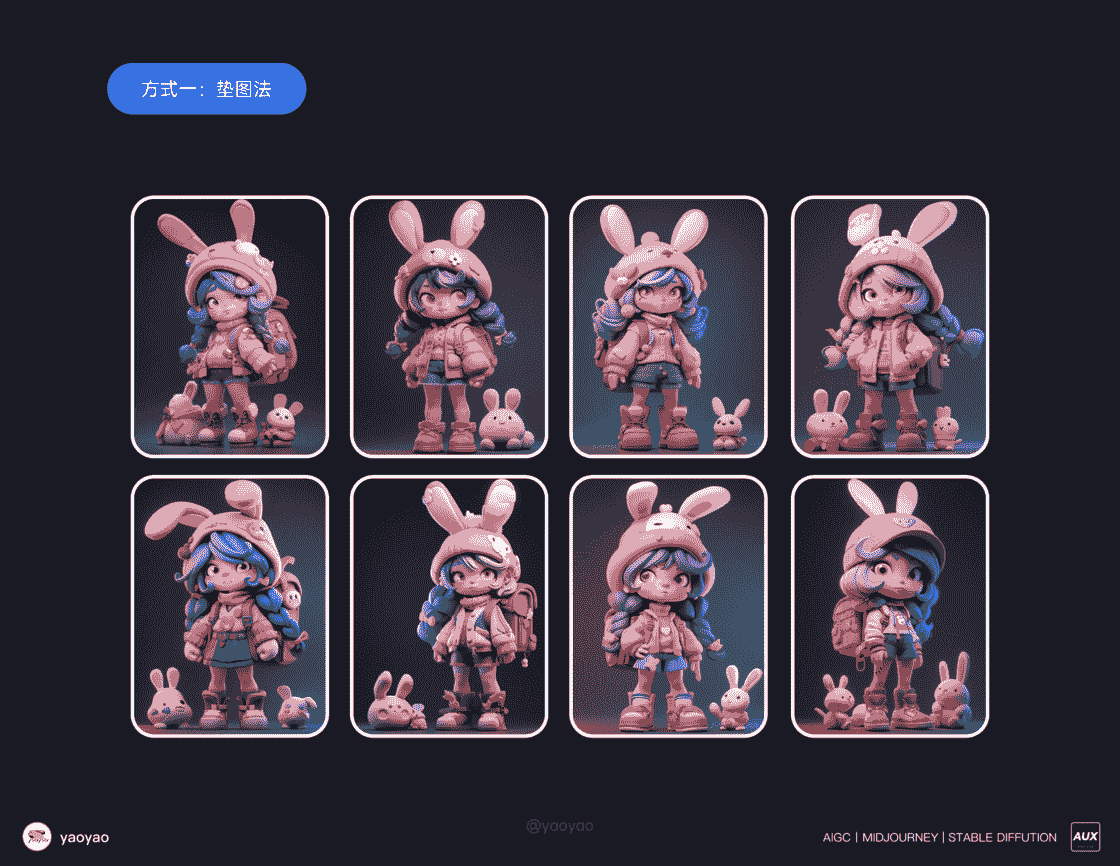 方式一：垫图法
@yaoyao
yaoyao
AIGC | MIDJOURNEY | STABLE DIFFUTION
AUX